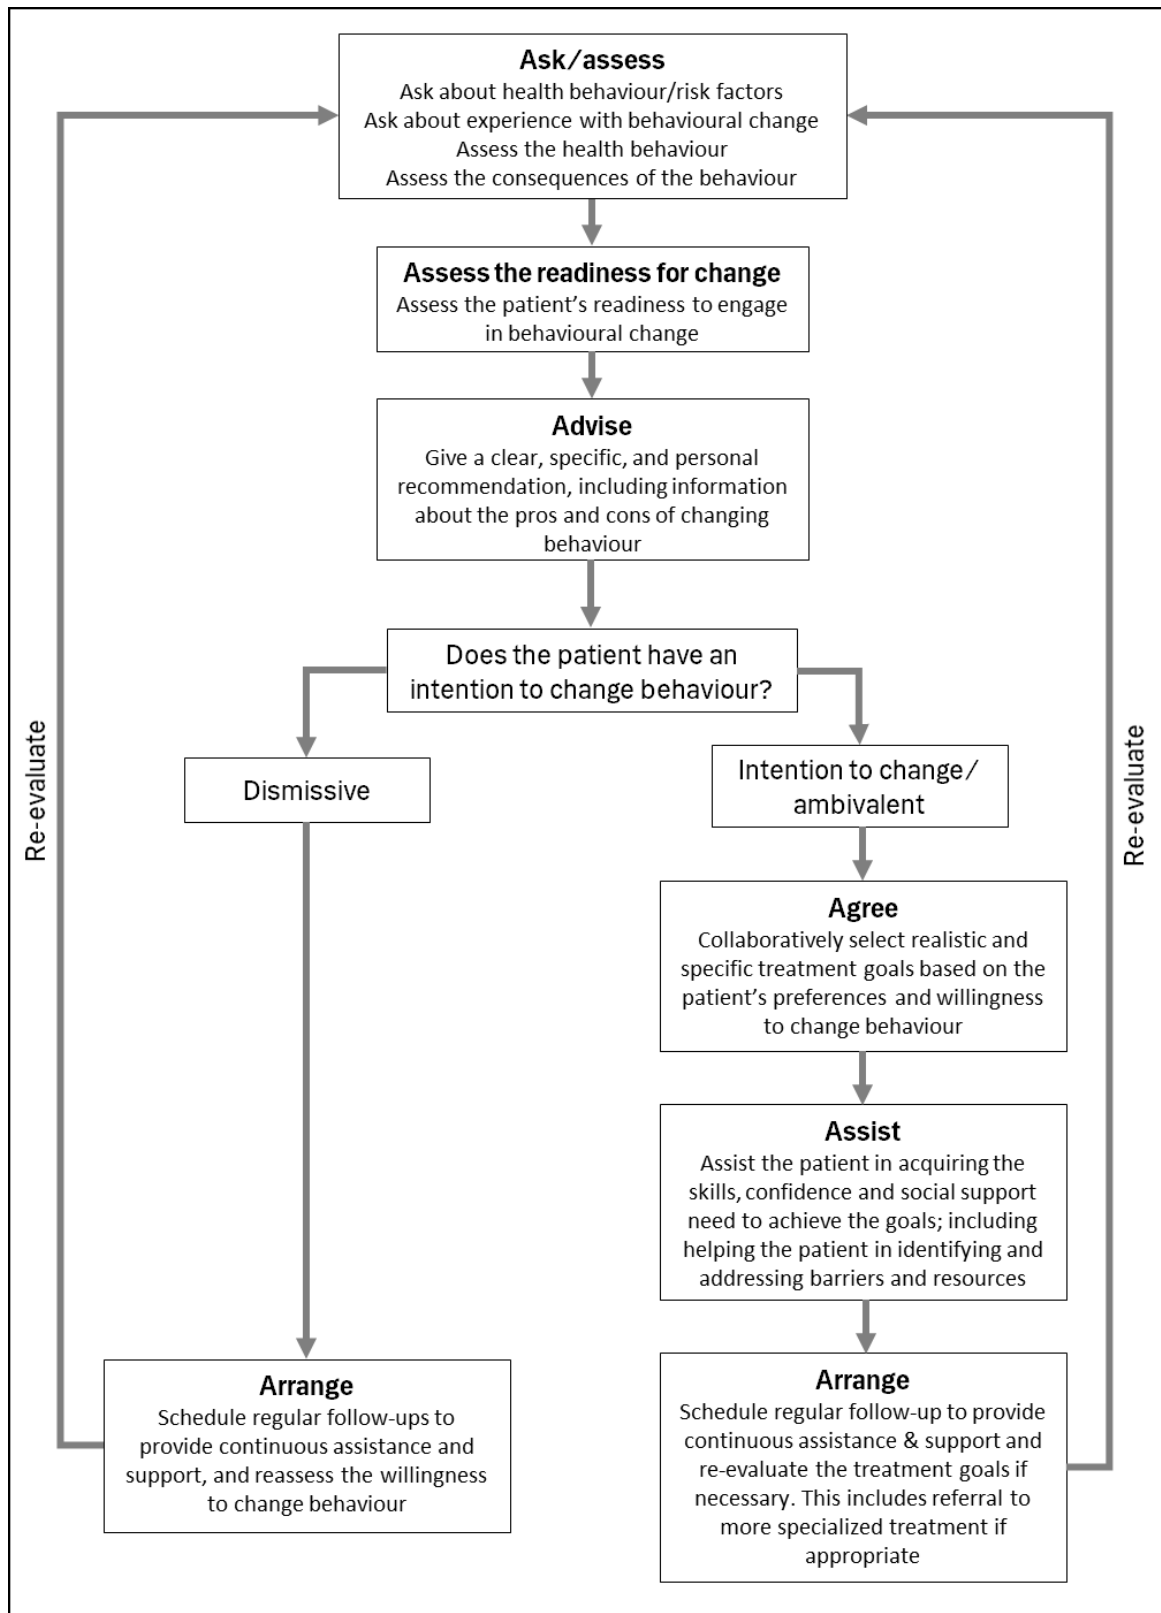 Ask/assess
Ask about health behaviour/risk factors
Ask about experience with behavioural change
Assess the health behaviour
Assess the consequences of the behaviour
Assess the readiness for change
Assess the patient’s readiness to engage
in behavioural change
Advise
Give a clear, specific, and personal
recommendation, including information
about the pros and cons of changing
behaviour
Does the patient have an
intention to change behaviour?
Re-evaluate
Re-evaluate
Dismissive
Intention to change/
ambivalent
Agree
Collaboratively select realistic and
specific treatment goals based on the
patient’s preferences and willingness
to change behaviour
Assist
Assist the patient in acquiring the
skills, confidence and social support
need to achieve the goals; including
helping the patient in identifying and
addressing barriers and resources
Arrange
Schedule regular follow-ups to
provide continuous assistance and
support, and reassess the willingness
to change behaviour
Arrange
Schedule regular follow-up to provide
continuous assistance & support and
re-evaluate the treatment goals if
necessary. This includes referral to
more specialized treatment if
appropriate